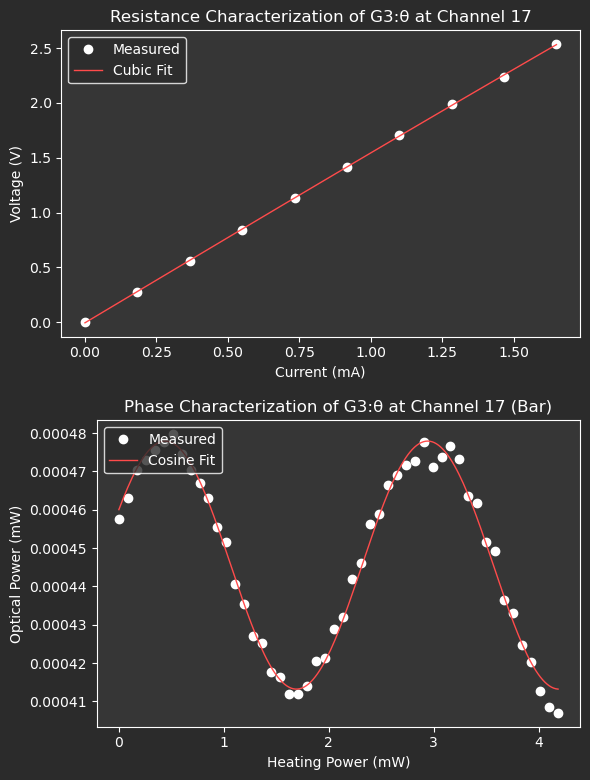 Resistance Characterization of G3:θ at Channel 17
Measured
Cubic Fit
Voltage (V)
2.5
2.0
1.5
1.0
0.5
0.0
0.00 0.25 0.50 0.75 1.00 1.25 1.50
Current (mA)
Phase Characterization of G3:θ at Channel 17 (Bar)
Measured
Cosine Fit
Optical Power (mW)
0.00048
0.00047
0.00046
0.00045
0.00044
0.00043
0.00042
0.00041
0 1 2 3 4
Heating Power (mW)